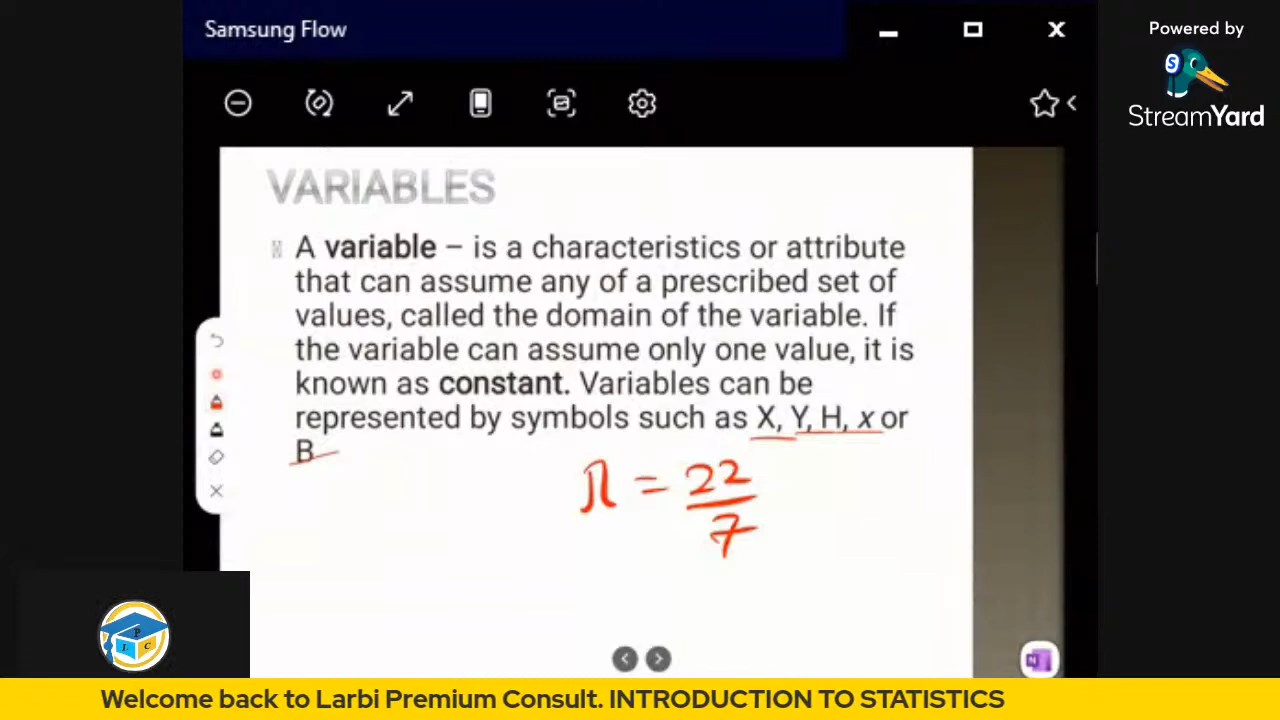 Samsung Flow
Powered by
S
StreamYard
VARIABLES
A variable – is a characteristics or attribute
that can assume any of a prescribed set of
values, called the domain of the variable. If
the variable can assume only one value, it is
known as constant. Variables can be
represented by symbols such as X, Y, H, x or
B
π = 22/7
P
L C
N
Welcome back to Larbi Premium Consult. INTRODUCTION TO STATISTICS